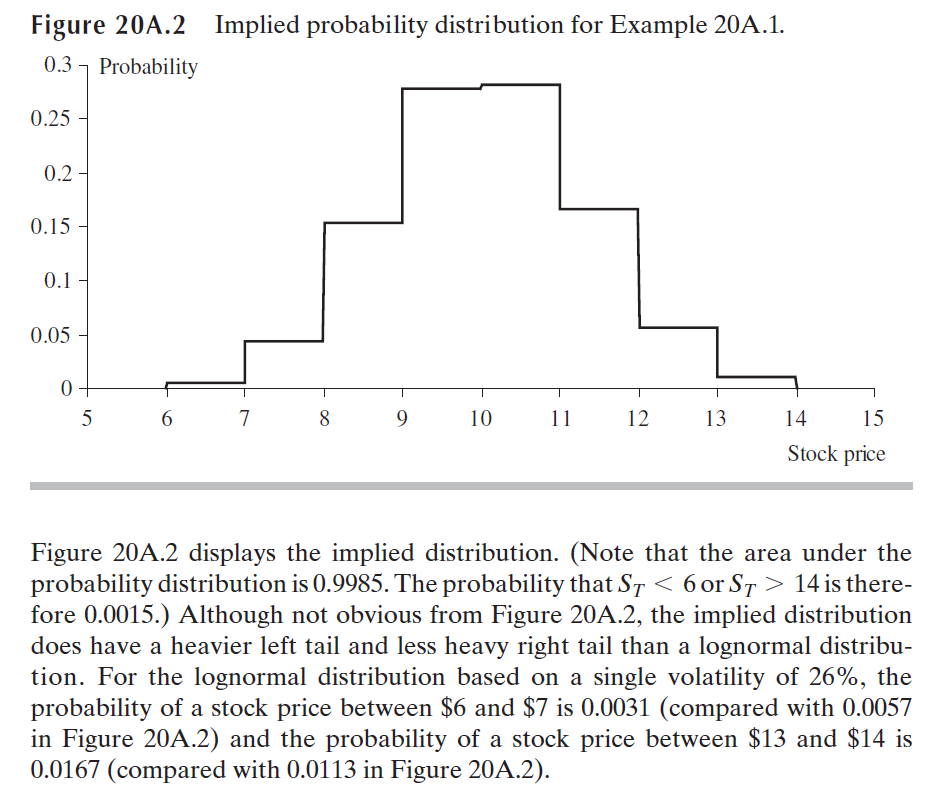 Figure 20A.2 Implied probability distribution for Example 20A.1.
0.3 Probability
0.25
0.2
0.15
0.1
0.05
0
5 6 7 8 9 10 11 12 13 14 15
Stock price
Figure 20A.2 displays the implied distribution. (Note that the area under the
probability distribution is 0.9985. The probability that S_T < 6 or S_T > 14 is there-
fore 0.0015.) Although not obvious from Figure 20A.2, the implied distribution
does have a heavier left tail and less heavy right tail than a lognormal distribu-
tion. For the lognormal distribution based on a single volatility of 26%, the
probability of a stock price between $6 and $7 is 0.0031 (compared with 0.0057
in Figure 20A.2) and the probability of a stock price between $13 and $14 is
0.0167 (compared with 0.0113 in Figure 20A.2).